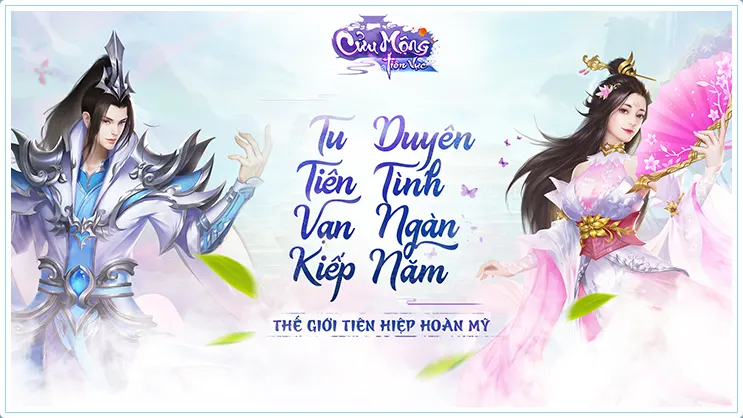 Cửu Mộng
Tiên Vực
Tu Duyên
Tiên Tình
Vạn Ngàn
Kiếp Năm
THẾ GIỚI TIÊN HIỆP HOÀN MỸ